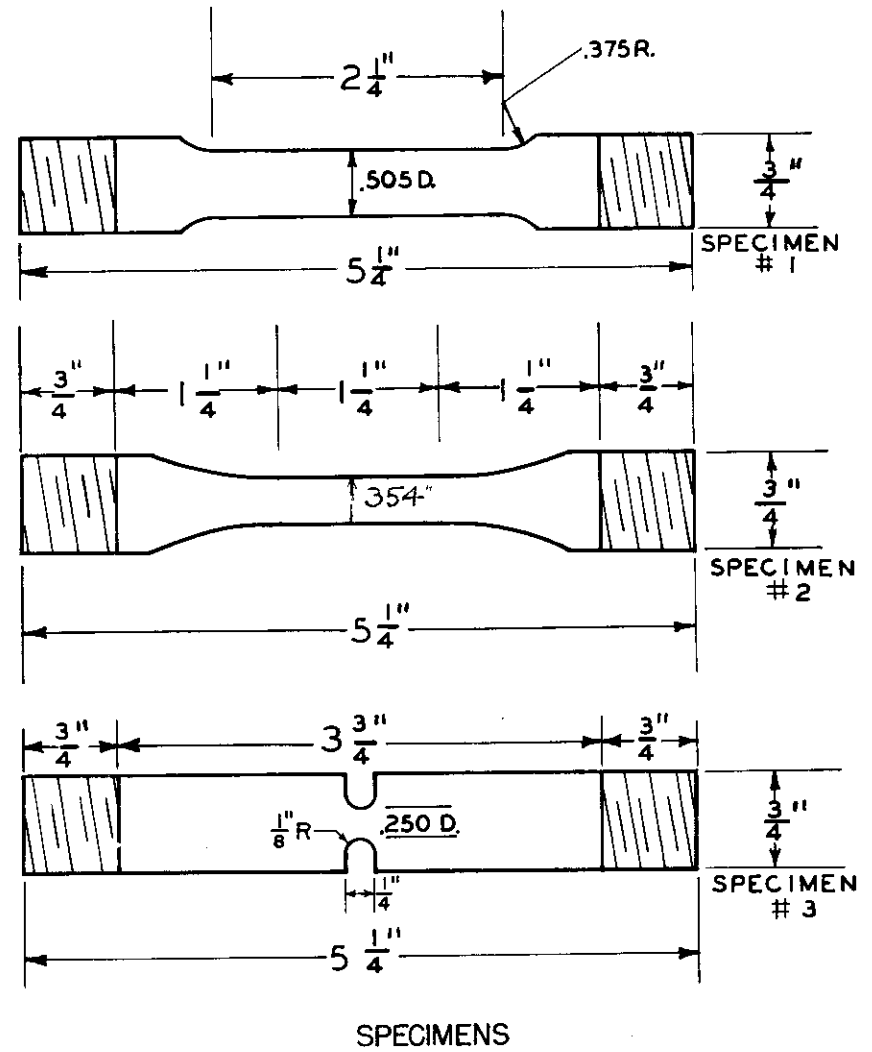 2 1/4"
.375R.
.505 D.
3/4"
SPECIMEN
# 1
5 1/4"
3/4" 1 1/4" 1 1/4" 1 1/4" 3/4"
354"
3/4"
SPECIMEN
# 2
5 1/4"
3/4" 3 3/4" 3/4"
1/8" R
.250 D.
3/4"
1/4"
SPECIMEN
# 3
5 1/4"
SPECIMENS